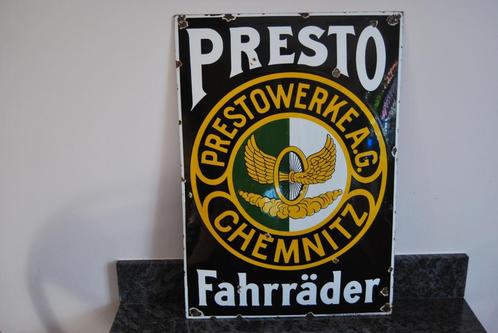 PRESTO
PRESTOWERKE A.G.
CHEMNITZ
Fahrräder